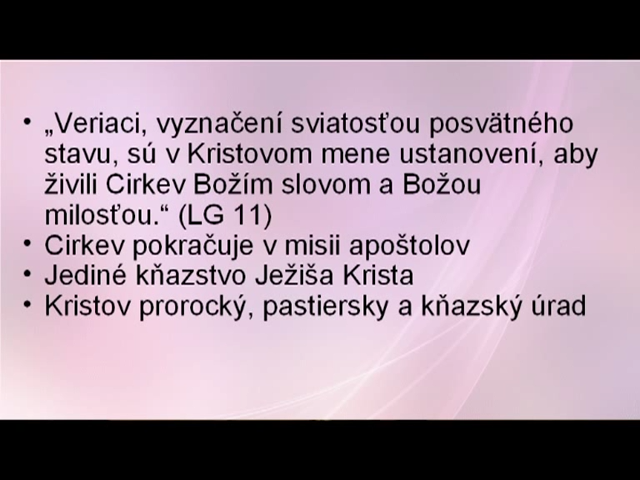 • „Veriaci, vyznačení sviatosťou posvätného
stavu, sú v Kristovom mene ustanovení, aby
živili Cirkev Božím slovom a Božou
milosťou.“ (LG 11)
• Cirkev pokračuje v misii apoštolov
• Jediné kňazstvo Ježiša Krista
• Kristov prorocký, pastiersky a kňazský úrad